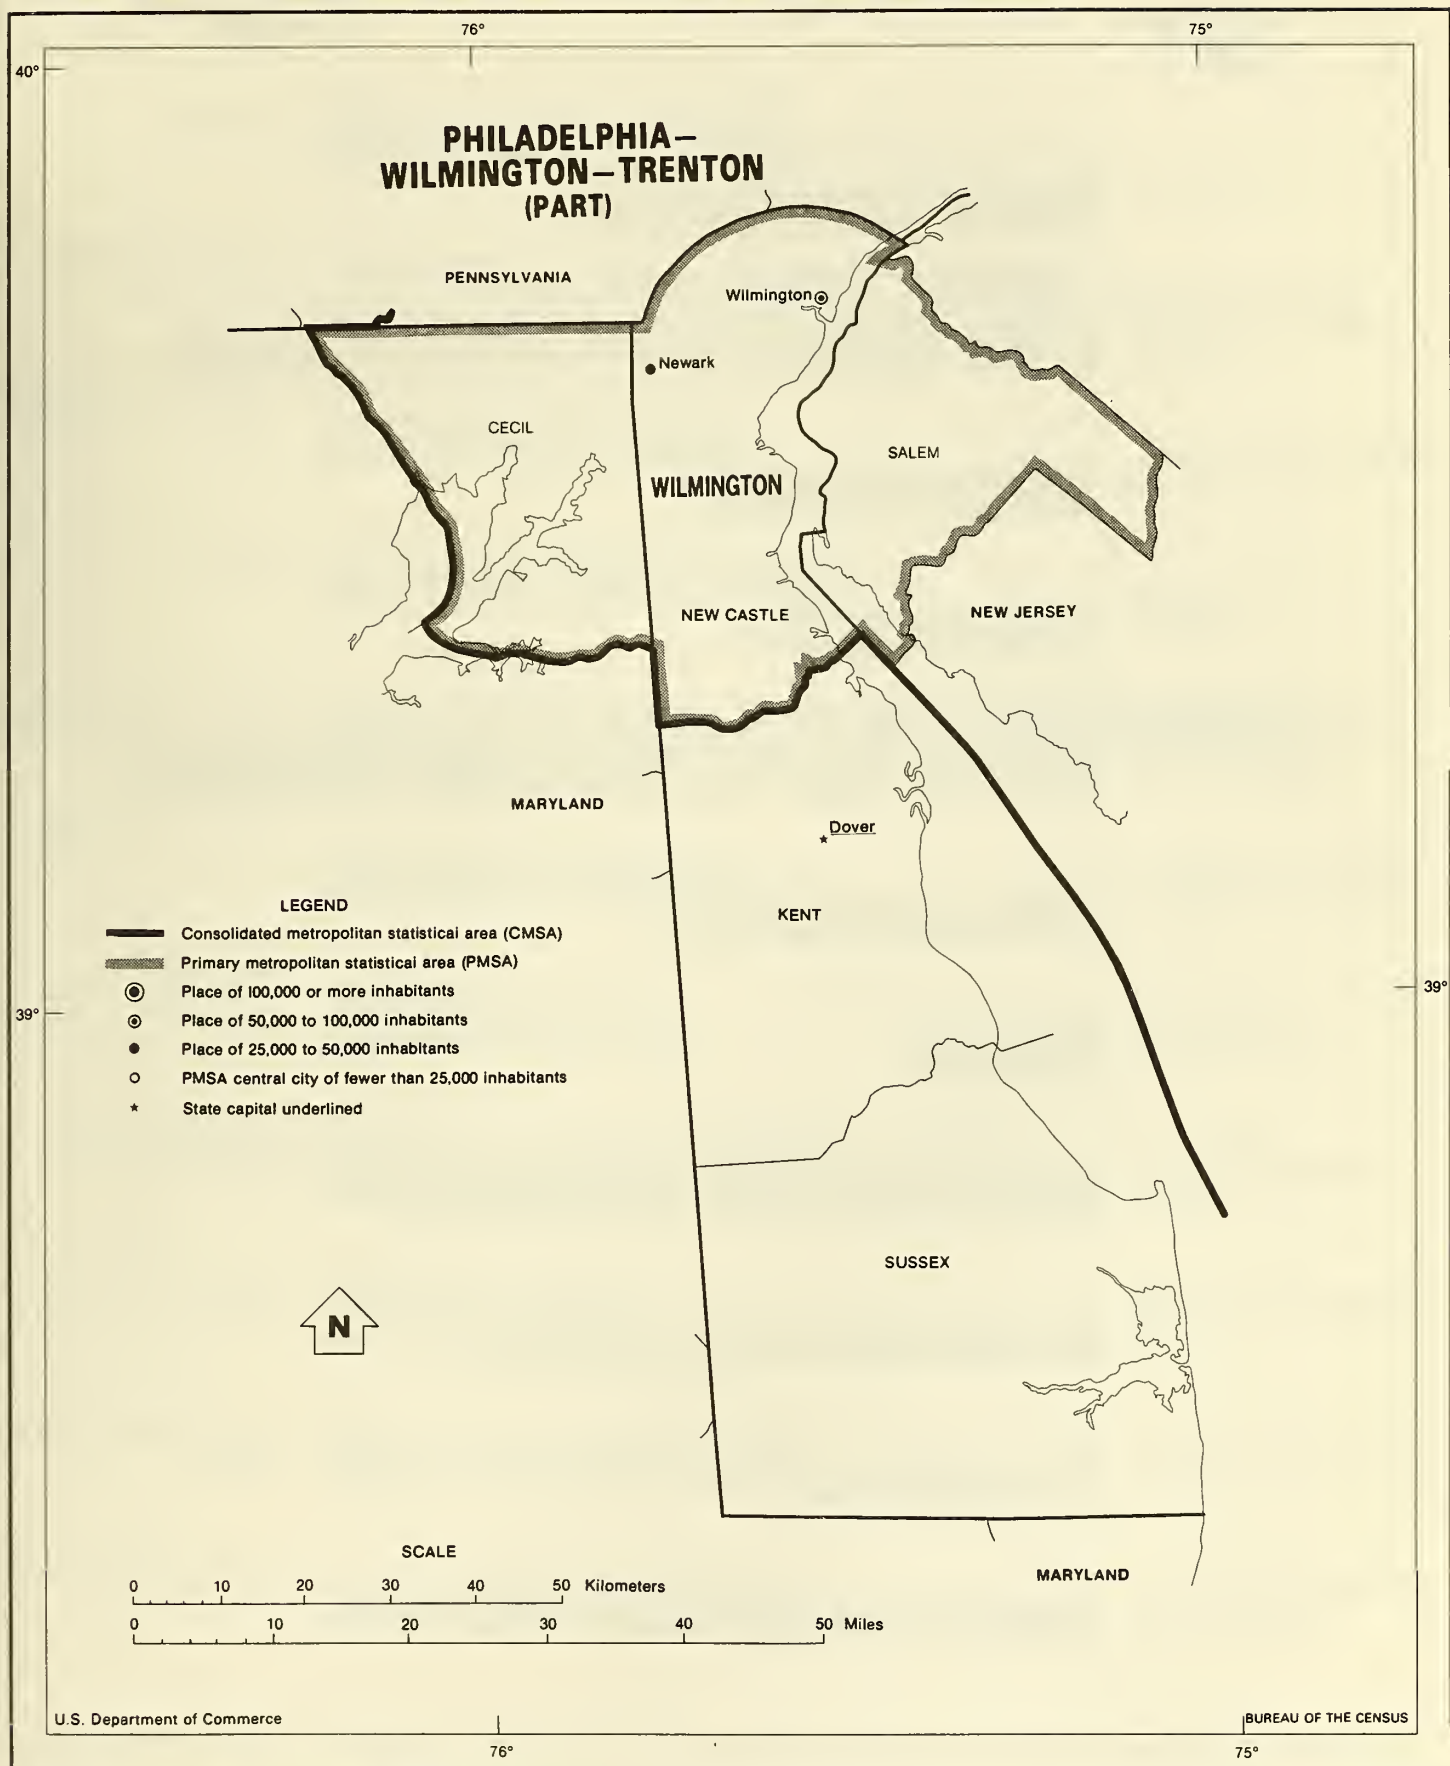 76°
75°
40°
PHILADELPHIA–
WILMINGTON–TRENTON
(PART)
PENNSYLVANIA
Wilmington
Newark
CECIL
SALEM
WILMINGTON
NEW CASTLE
NEW JERSEY
MARYLAND
Dover
KENT
LEGEND
Consolidated metropolitan statistical area (CMSA)
Primary metropolitan statistical area (PMSA)
Place of 100,000 or more inhabitants
Place of 50,000 to 100,000 inhabitants
Place of 25,000 to 50,000 inhabitants
PMSA central city of fewer than 25,000 inhabitants
State capital underlined
39°
39°
SUSSEX
N
SCALE
0 10 20 30 40 50 Kilometers
0 10 20 30 40 50 Miles
MARYLAND
U.S. Department of Commerce
BUREAU OF THE CENSUS
76°
75°